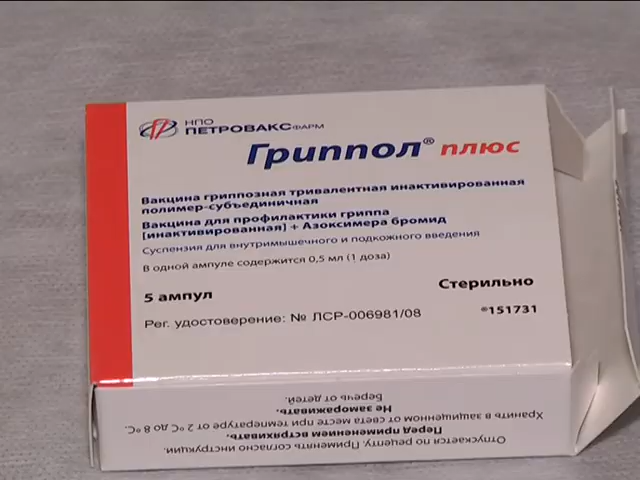 НПО
ПЕТРОВАКС ФАРМ
Гриппол® плюс
Вакцина гриппозная тривалентная инактивированная
полимер-субъединичная
Вакцина для профилактики гриппа
[инактивированная] + Азоксимера бромид
Суспензия для внутримышечного и подкожного введения
В одной ампуле содержится 0,5 мл (1 доза)
5 ампул
Стерильно
Рег. удостоверение: № ЛСР-006981/08
®151731
Отпускается по рецепту. Применять согласно инструкции.
Перед применением встряхивать.
Хранить в защищенном от света месте при температуре от 2 °С до 8 °С.
Не замораживать.
Беречь от детей.